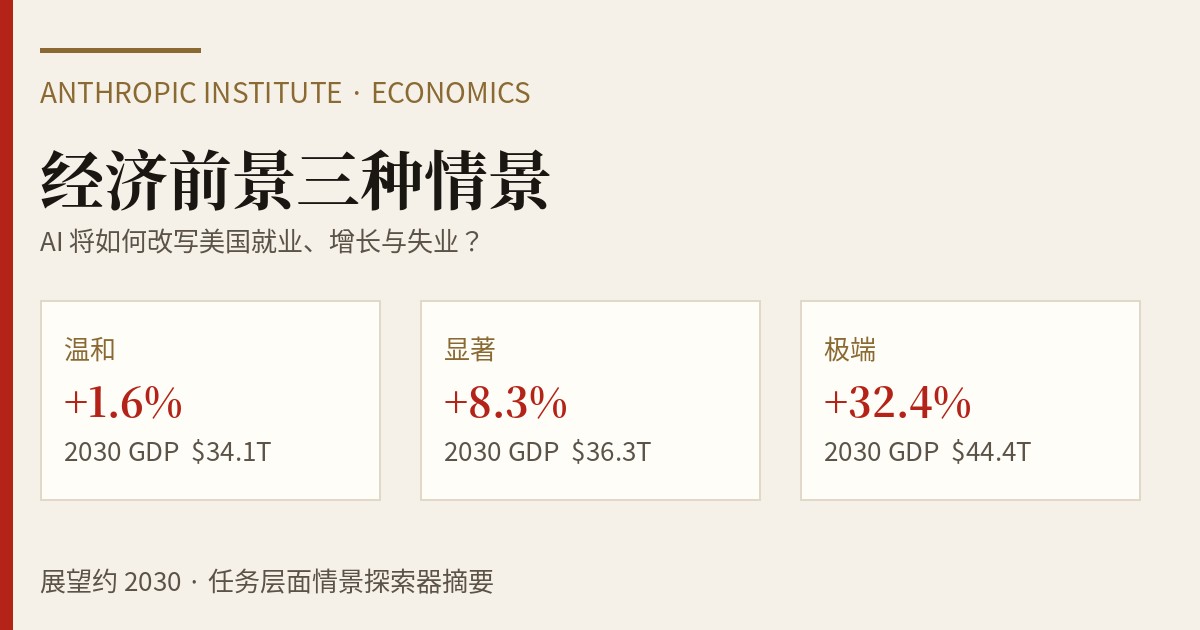 ANTHROPIC INSTITUTE · ECONOMICS
经济前景三种情景
AI 将如何改写美国就业、增长与失业？
温和
+1.6%
2030 GDP $34.1T
显著
+8.3%
2030 GDP $36.3T
极端
+32.4%
2030 GDP $44.4T
展望约 2030 · 任务层面情景探索器摘要